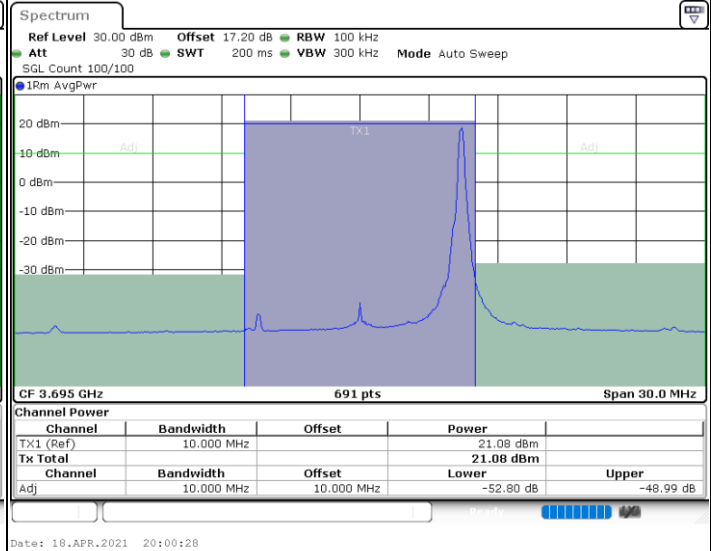 Spectrum
Ref Level 30.00 dBm Offset 17.20 dB RBW 100 kHz
Att 30 dB SWT 200 ms VBW 300 kHz Mode Auto Sweep
SGL Count 100/100
1Rm AvgPwr
20 dBm
TX1
10 dBm Adj Adj
0 dBm
-10 dBm
-20 dBm
-30 dBm
CF 3.695 GHz 691 pts Span 30.0 MHz
Channel Power
Channel Bandwidth Offset Power
TX1 (Ref) 10.000 MHz 21.08 dBm
Tx Total 21.08 dBm
Channel Bandwidth Offset Lower Upper
Adj 10.000 MHz 10.000 MHz -52.80 dB -48.99 dB
Ready
Date: 18.APR.2021 20:00:28